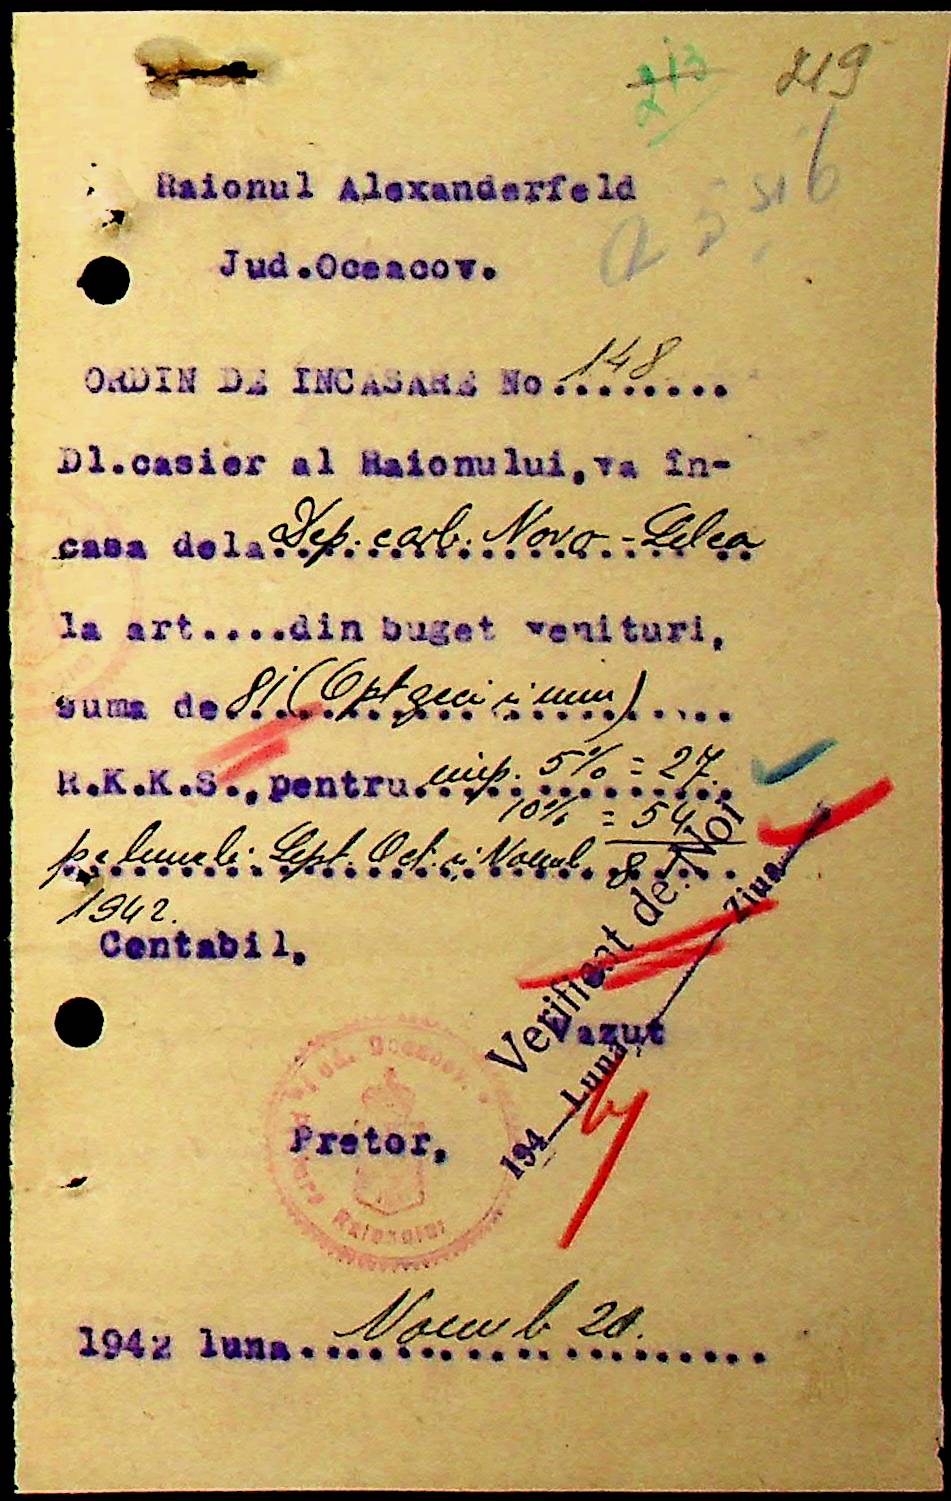 213 219
Raionul Alexanderfeld
Jud.Oceacov.
ORDIN DE INCASARE No 148........
Dl.casier al Raionului,va în-
casa dela Dep. carb. Novo-
la art....din buget venituri,
suma de 81 (Optzeci și unu)
R.K.K.S.,pentru imp. 5% = 27.
10% = 54
pe lunele Sept. Oct. și Noemb. 8
1942.
Contabil,
Verificat de Noi
194 Luna Ziua
Vazut
Pretor,
1942 luna Noemb 20.